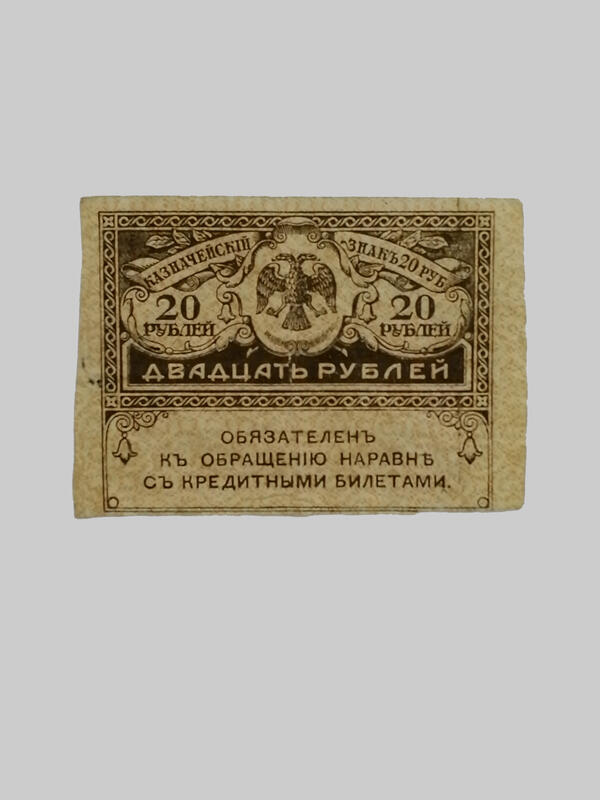 КАЗНАЧЕЙСКІЙ ЗНАКЪ 20 РУБ.
20 20
РУБЛЕЙ РУБЛЕЙ
ДВАДЦАТЬ РУБЛЕЙ
ОБЯЗАТЕЛЕНЪ
КЪ ОБРАЩЕНІЮ НАРАВНѢ
СЪ КРЕДИТНЫМИ БИЛЕТАМИ.